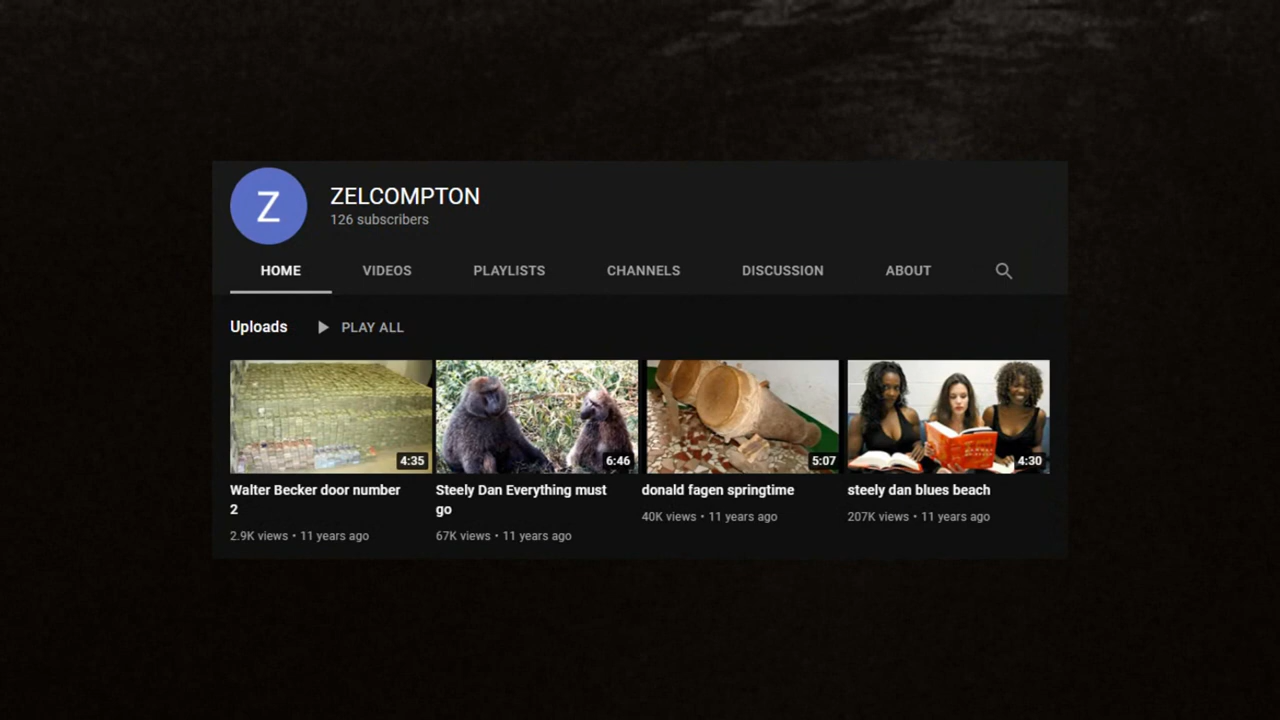 Z
ZELCOMPTON
126 subscribers
HOME VIDEOS PLAYLISTS CHANNELS DISCUSSION ABOUT
Uploads PLAY ALL
4:35 6:46 5:07 4:30
Walter Becker door number
2
2.9K views • 11 years ago
Steely Dan Everything must
go
67K views • 11 years ago
donald fagen springtime
40K views • 11 years ago
steely dan blues beach
207K views • 11 years ago